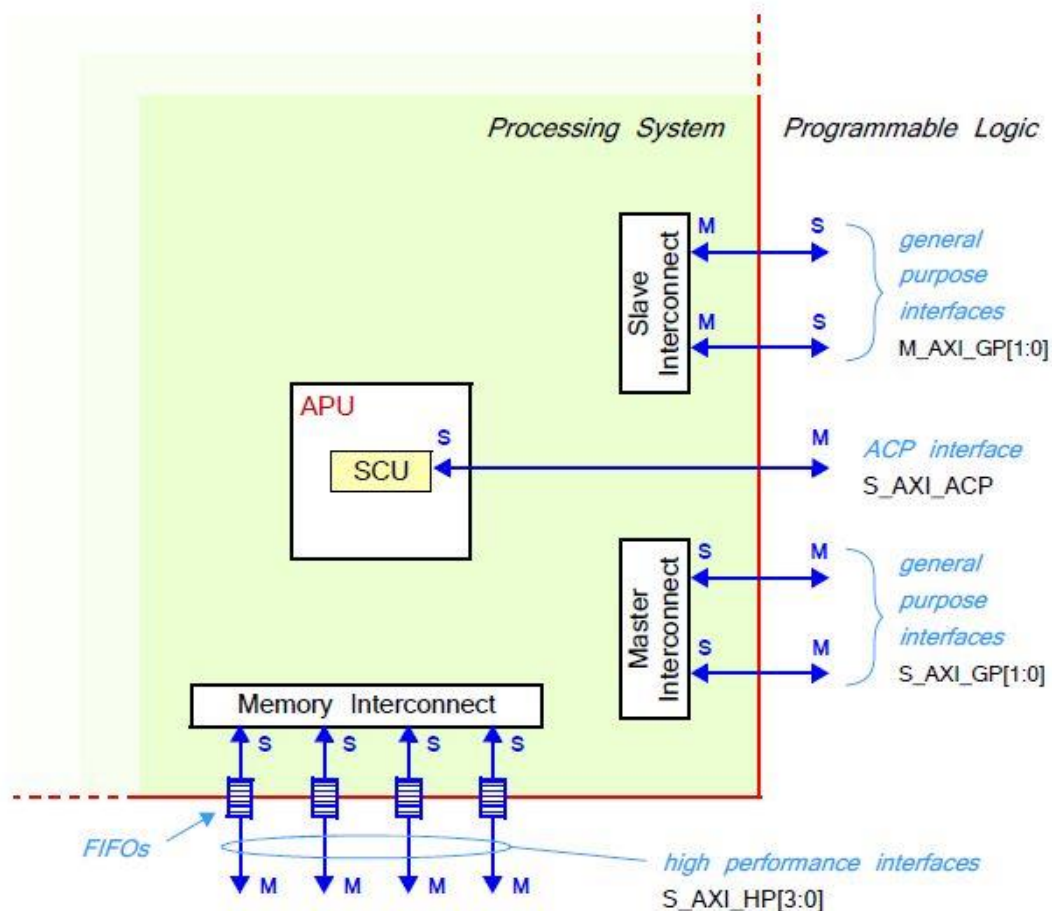 Processing System
Programmable Logic
M
S
general
purpose
interfaces
M_AXI_GP[1:0]
M
S
Slave
Interconnect
APU
SCU
S
M
ACP interface
S_AXI_ACP
S
M
general
purpose
interfaces
S_AXI_GP[1:0]
S
M
Master
Interconnect
Memory Interconnect
S
S
S
S
FIFOs
M
M
M
M
high performance interfaces
S_AXI_HP[3:0]